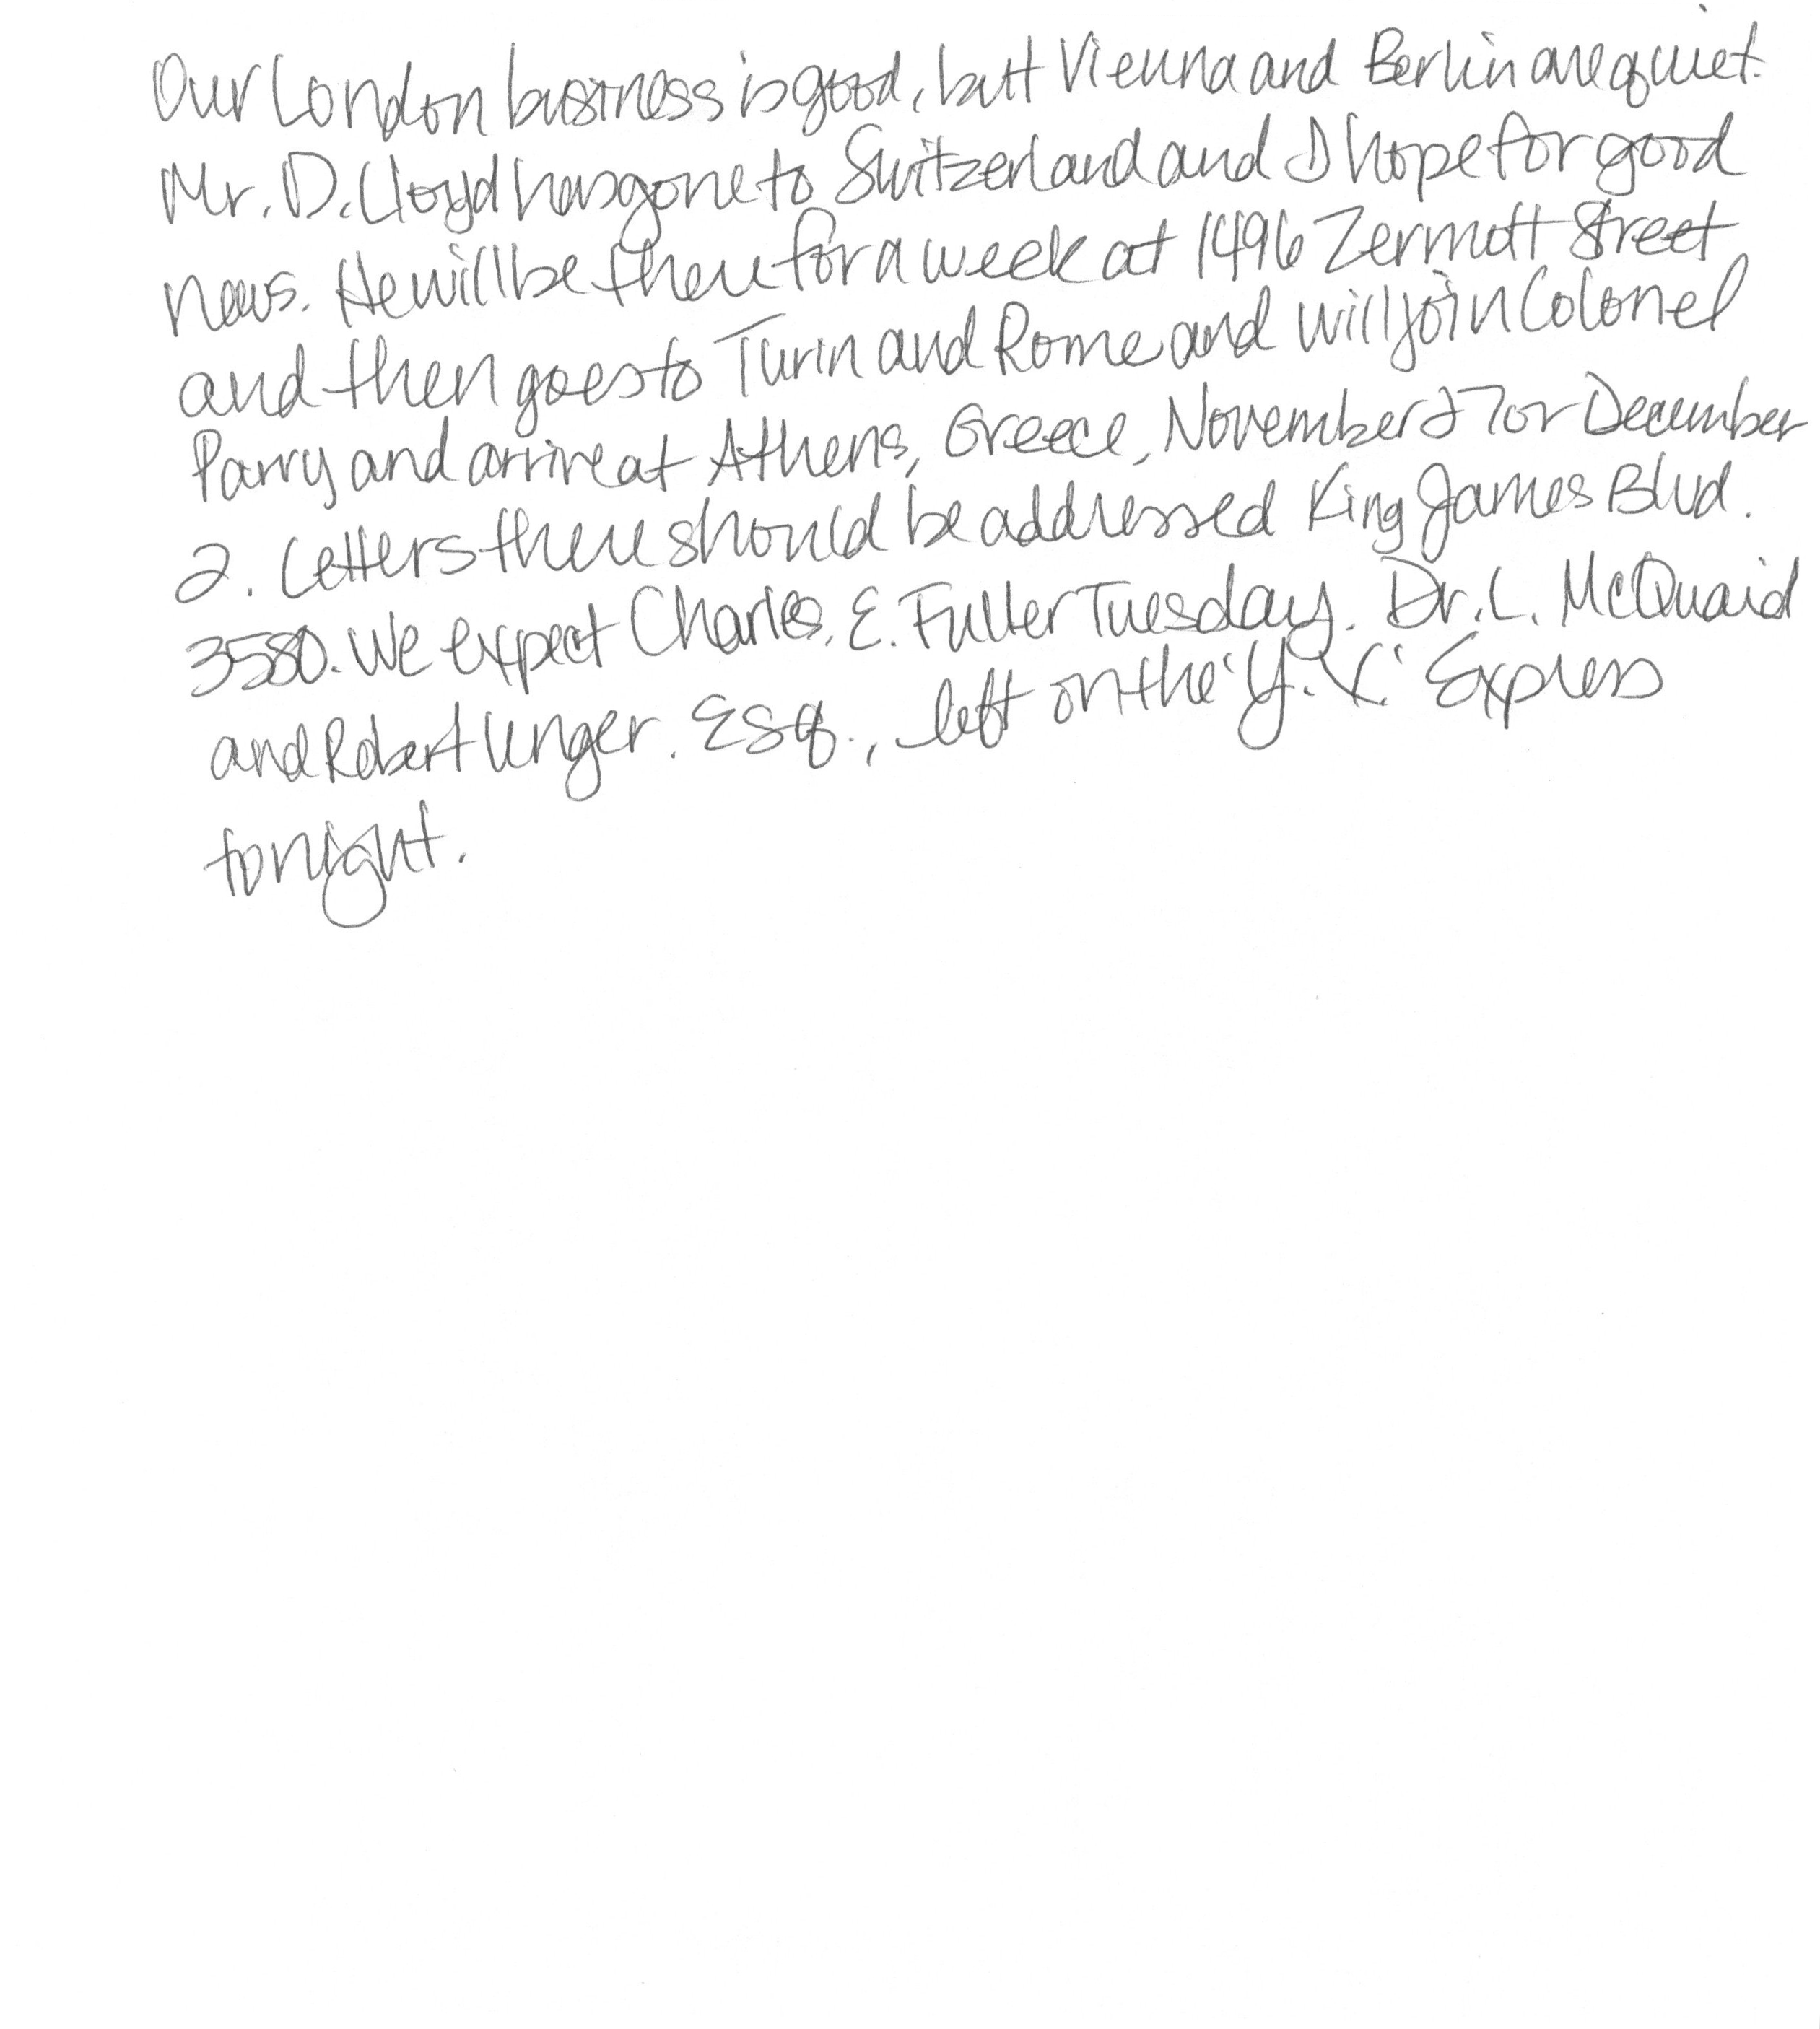 Our London business is good, but Vienna and Berlin are quiet.
Mr. D. Lloyd has gone to Switzerland and I hope for good
news. He will be there for a week at 1496 Zermott Street
and then goes to Turin and Rome and will join Colonel
Parry and arrive at Athens, Greece, November 27 or December
2. Letters there should be addressed King James Blvd.
3580. We expect Charles E. Fuller Tuesday. Dr. L. McQuaid
and Robert Unger. Esq., left on the "Y.X." Express
tonight.